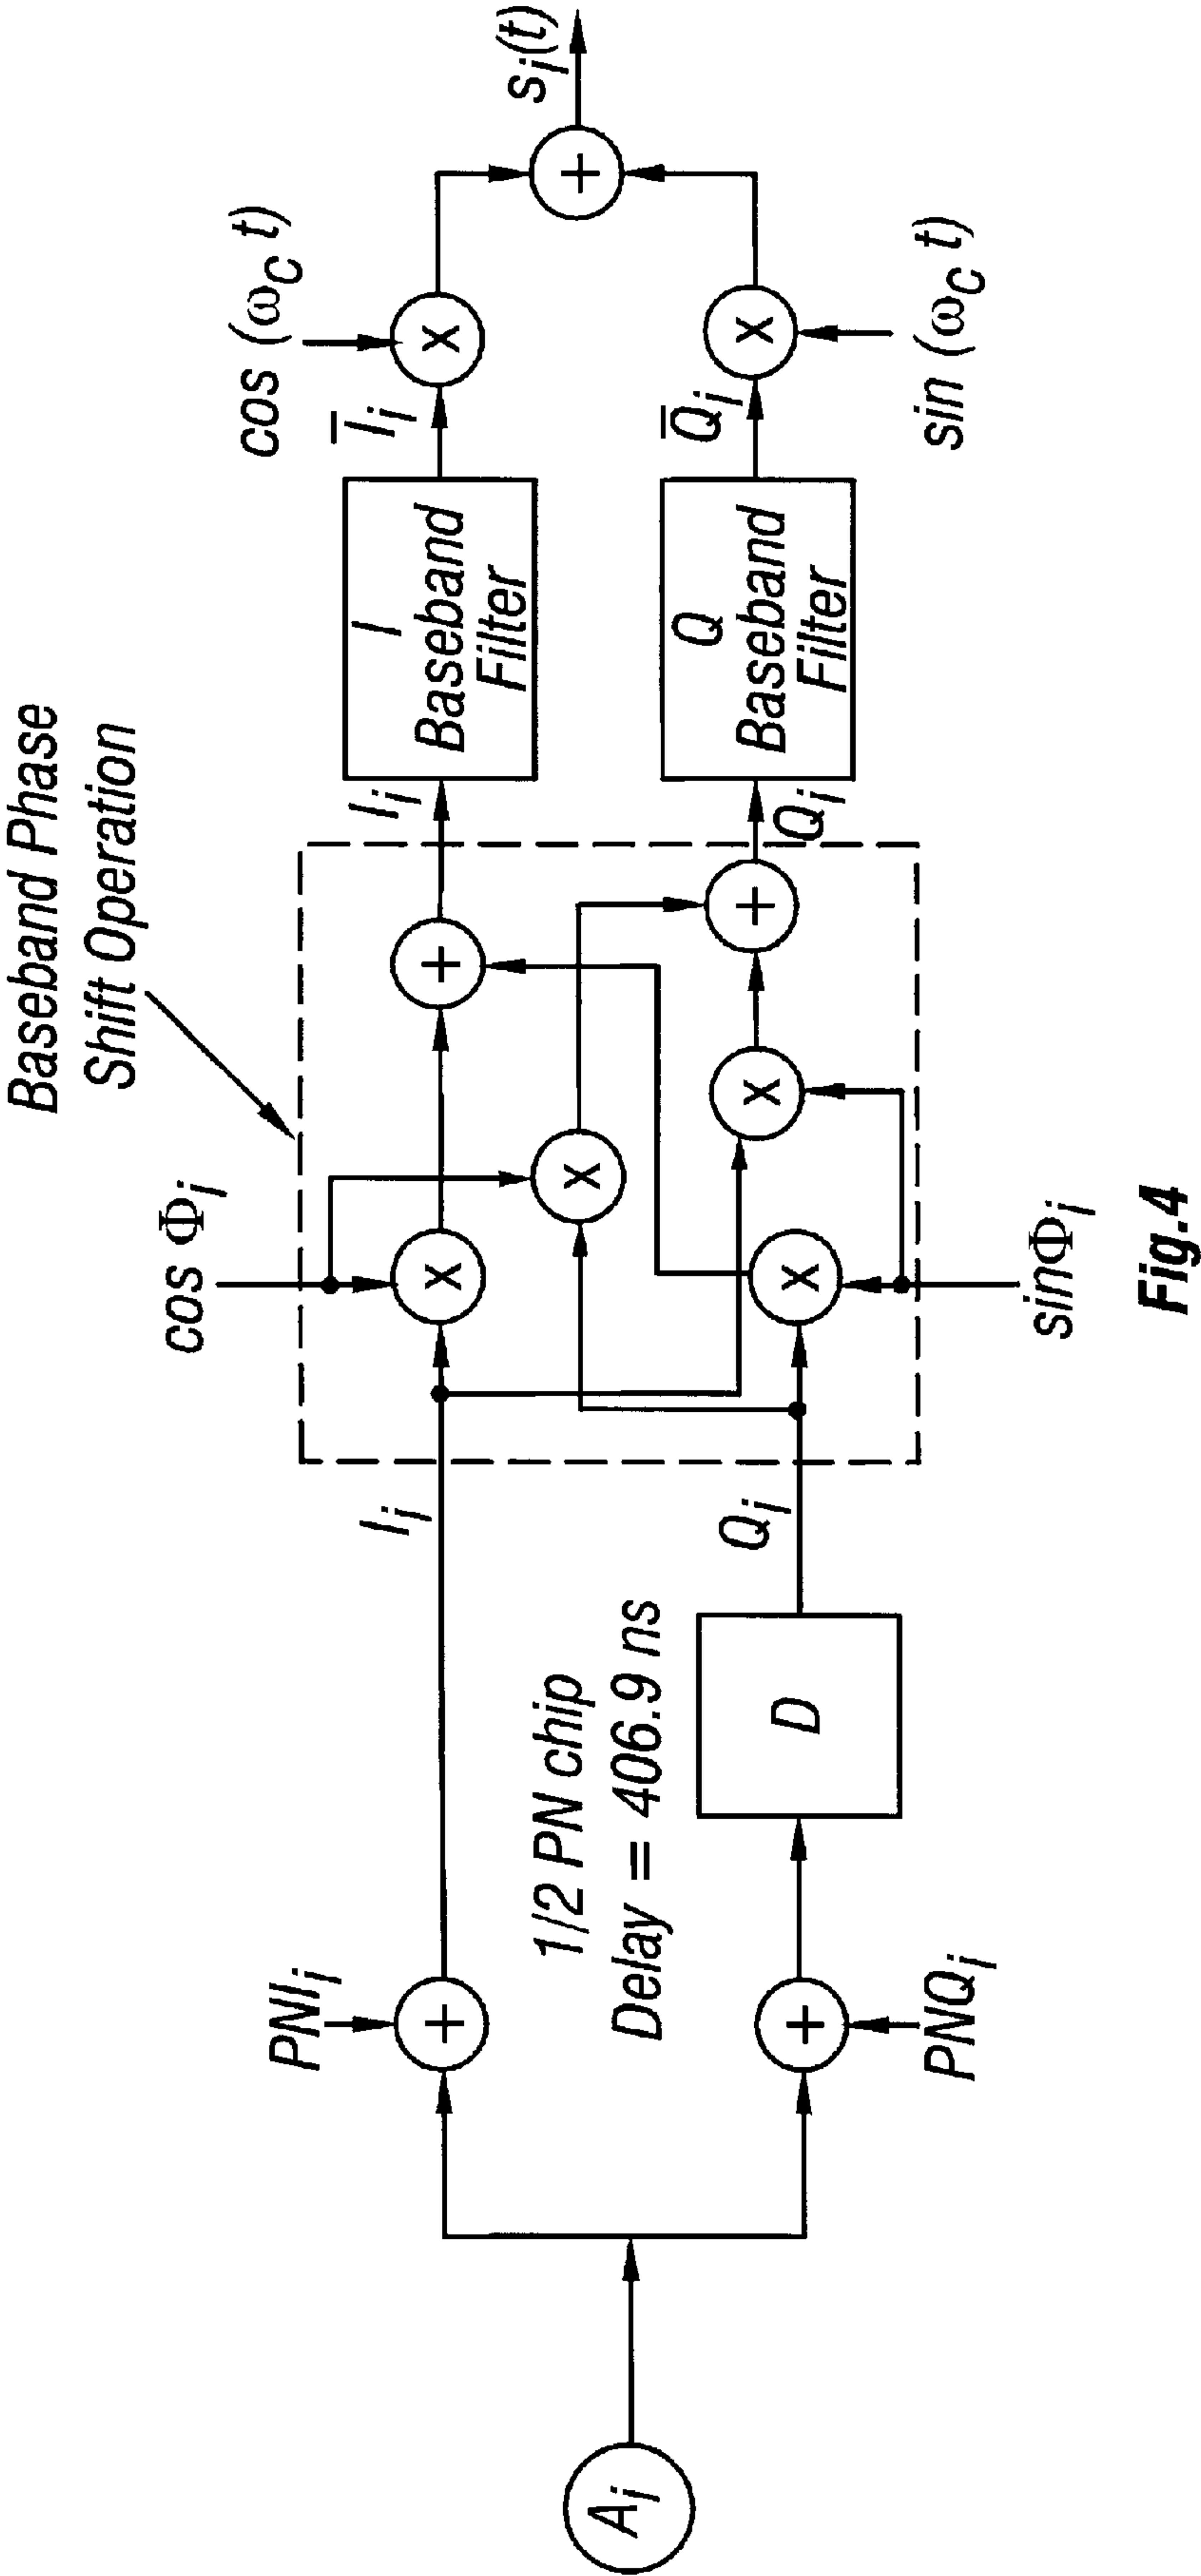 Baseband Phase
Shift Operation
cos Φi
cos (ωc t)
PNIi
+
Ii
x
+
Ii
I
Baseband
Filter
Īi
x
Ai
1/2 PN chip
Delay = 406.9 ns
x
+
si(t)
+
D
Qi
x
x
+
Qi
Q
Baseband
Filter
Q̄i
x
PNQi
sinΦi
sin (ωc t)
Fig.4